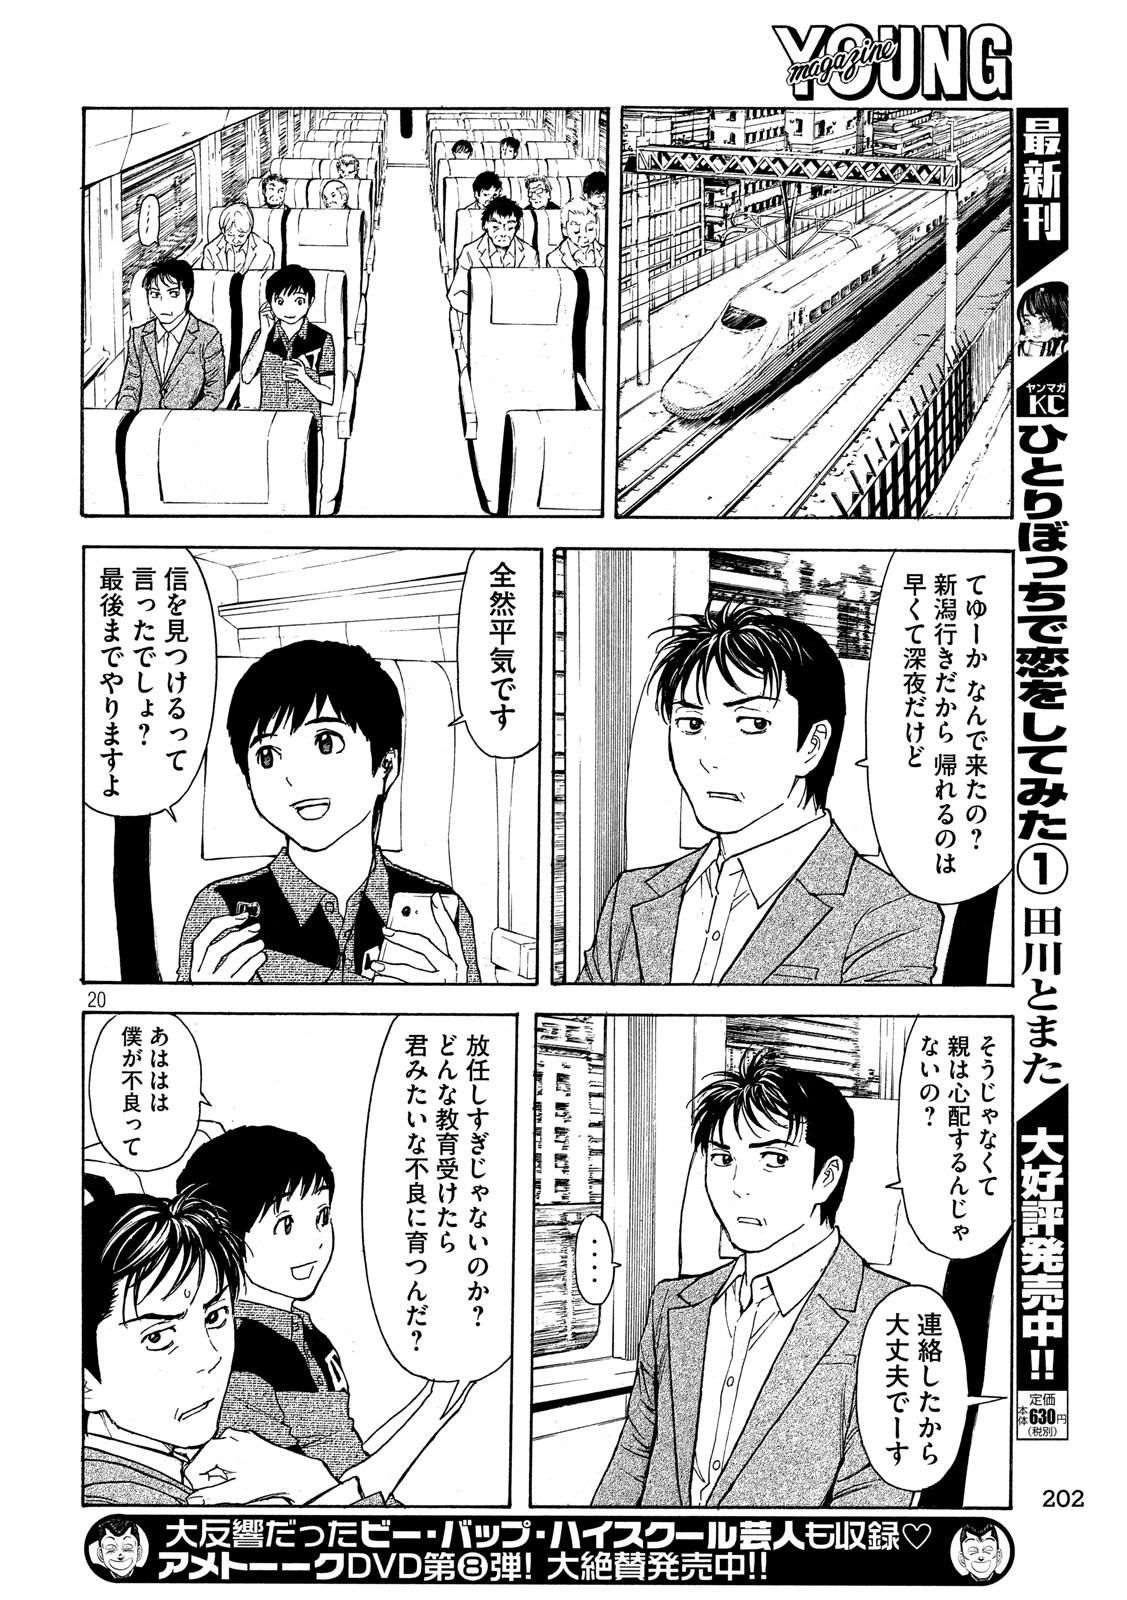 YOUNG
magazine
最新刊
ヤンマガ
KC
ひとりぼっちで恋をしてみた①
田川とまた
大好評発売中!!
定価
本体630円
(税別)
・・・
てゆーか なんで来たの?
新潟行きだから 帰れるのは
早くて深夜だけど
全然平気です
信を見つけるって
言ったでしょ?
最後までやりますよ
20
そうじゃなくて
親は心配するんじゃ
ないの?
連絡したから
大丈夫でーす
・・・・
放任しすぎじゃないのか?
どんな教育受けたら
君みたいな不良に育つんだ?
あははは
僕が不良って
202
大反響だったビー・バップ・ハイスクール芸人も収録♡
アメトーークDVD第⑧弾! 大絶賛発売中!!